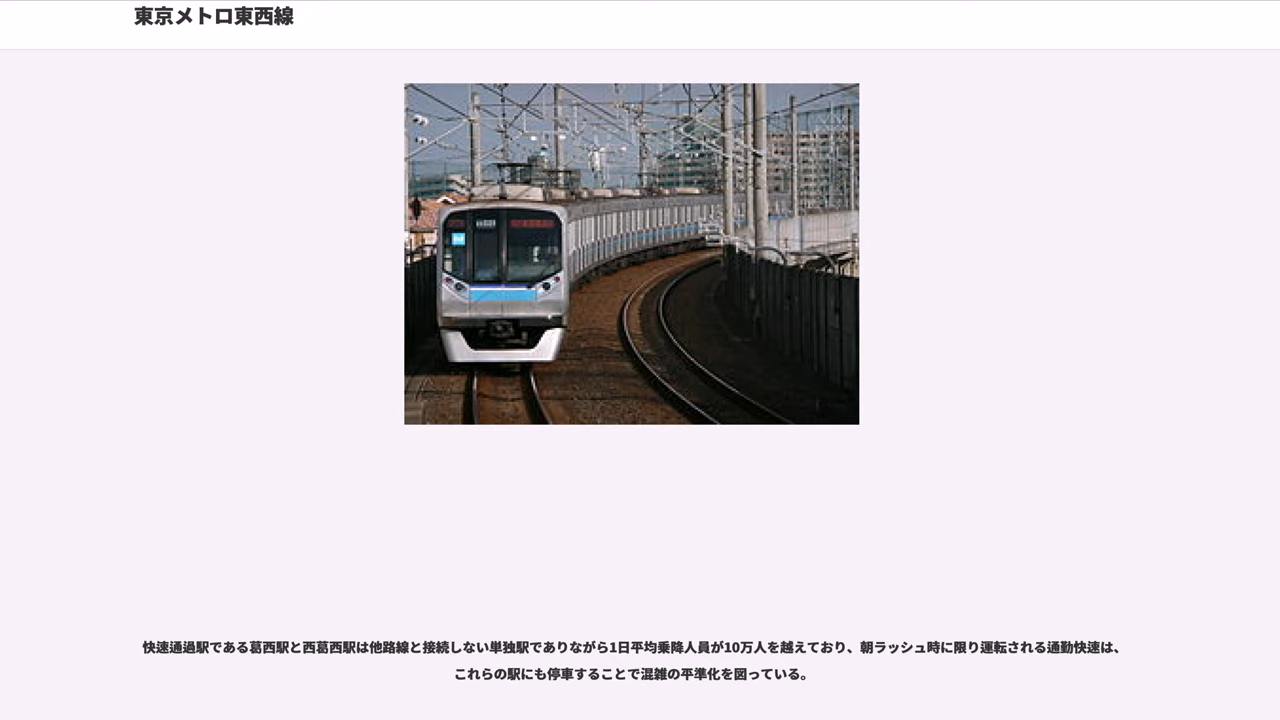 東京メトロ東西線
快速通過駅である葛西駅と西葛西駅は他路線と接続しない単独駅でありながら1日平均乗降人員が10万人を越えており、朝ラッシュ時に限り運転される通勤快速は、
これらの駅にも停車することで混雑の平準化を図っている。